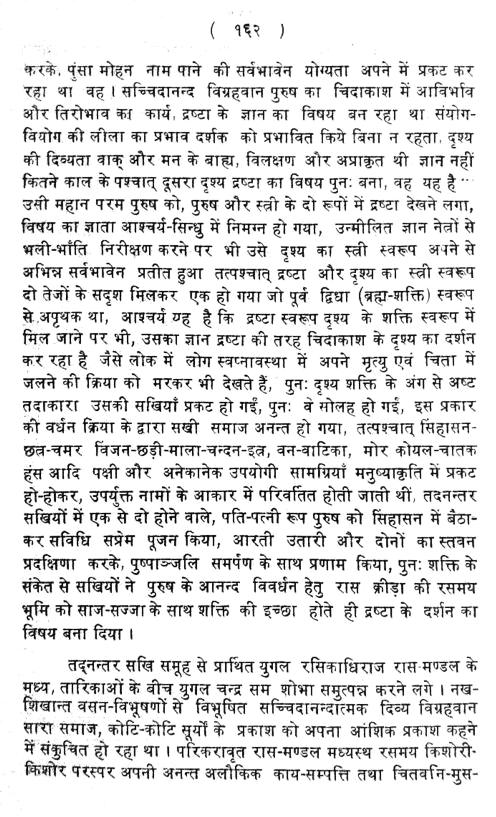 ( १६२ )
करके, पुंसा मोहन नाम पाने की सर्वभावेन योग्यता अपने में प्रकट कर
रहा था वह । सच्चिदानन्द विग्रहवान पुरुष का चिदाकाश में आविर्भाव
और तिरोभाव का कार्य, द्रष्टा के ज्ञान का विषय बन रहा था संयोग-
वियोग की लीला का प्रभाव दर्शक को प्रभावित किये बिना न रहता, दृश्य
की दिव्यता वाक् और मन के बाह्य, विलक्षण और अप्राकृत थी ज्ञान नहीं
कितने काल के पश्चात् दूसरा दृश्य द्रष्टा का विषय पुनः बना, वह यह है
उसी महान परम पुरुष को, पुरुष और स्त्री के दो रूपों में द्रष्टा देखने लगा,
विषय का ज्ञाता आश्चर्य-सिन्धु में निमग्न हो गया, उन्मीलित ज्ञान नेत्रों से
भली-भाँति निरीक्षण करने पर भी उसे दृश्य का स्त्री स्वरूप अपने से
अभिन्न सर्वभावेन प्रतीत हुआ तत्पश्चात् द्रष्टा और दृश्य का स्त्री स्वरूप
दो तेजों के सदृश मिलकर एक हो गया जो पूर्व द्विधा (ब्रह्म-शक्ति) स्वरूप
से अपृथक था, आश्चर्य यह है कि द्रष्टा स्वरूप दृश्य के शक्ति स्वरूप में
मिल जाने पर भी, उसका ज्ञान द्रष्टा की तरह चिदाकाश के दृश्य का दर्शन
कर रहा है जैसे लोक में लोग स्वप्नावस्था में अपने मृत्यु एवं चिता में
जलने की क्रिया को मरकर भी देखते हैं, पुनः दृश्य शक्ति के अंग से अष्ट
तदाकारा उसकी सखियाँ प्रकट हो गईं, पुनः वे सोलह हो गईं, इस प्रकार
की वर्धन क्रिया के द्वारा सखी समाज अनन्त हो गया, तत्पश्चात् सिंहासन-
छत्र-चमर विजन-छड़ी-माला-चन्दन-इत्र, वन-वाटिका, मोर कोयल-चातक
हंस आदि पक्षी और अनेकानेक उपयोगी सामग्रियाँ मनुष्याकृति में प्रकट
हो-होकर, उपर्युक्त नामों के आकार में परिवर्तित होती जाती थीं, तदनन्तर
सखियों में एक से दो होने वाले, पति-पत्नी रूप पुरुष को सिंहासन में बैठा-
कर सविधि सप्रेम पूजन किया, आरती उतारी और दोनों का स्तवन
प्रदक्षिणा करके, पुष्पाञ्जलि समर्पण के साथ प्रणाम किया, पुनः शक्ति के
संकेत से सखियों ने पुरुष के आनन्द विवर्धन हेतु रास क्रीड़ा की रसमय
भूमि को साज-सज्जा के साथ शक्ति की इच्छा होते ही द्रष्टा के दर्शन का
विषय बना दिया ।
तद्नन्तर सखि समूह से प्रार्थित युगल रसिकाधिराज रास-मण्डल के
मध्य, तारिकाओं के बीच युगल चन्द्र सम शोभा समुत्पन्न करने लगे । नख-
शिखान्त वसन-विभूषणों से विभूषित सच्चिदानन्दात्मक दिव्य विग्रहवान
सारा समाज, कोटि-कोटि सूर्यों के प्रकाश को अपना आंशिक प्रकाश कहने
में संकुचित हो रहा था । परिकरावृत रास-मण्डल मध्यस्थ रसमय किशोरी-
किशोर परस्पर अपनी अनन्त अलौकिक काय-सम्पत्ति तथा चितवनि-मुस-